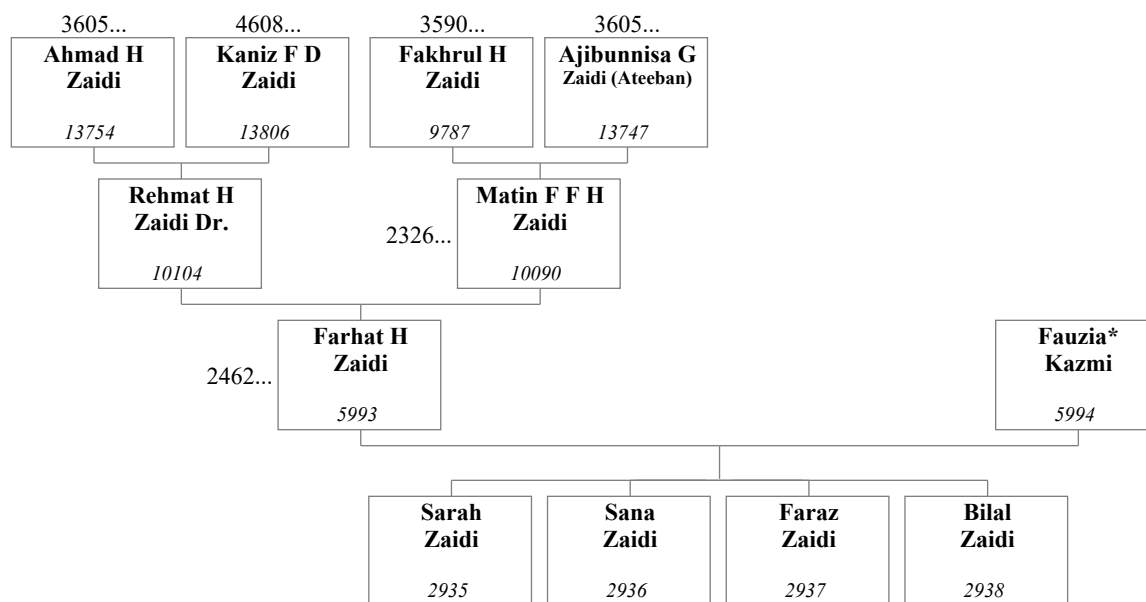 3605...
4608...
3590...
3605...
Ahmad H
Zaidi
13754
Kaniz F D
Zaidi
13806
Fakhrul H
Zaidi
9787
Ajibunnisa G
Zaidi (Ateeban)
13747
Rehmat H
Zaidi Dr.
10104
2326...
Matin F F H
Zaidi
10090
2462...
Farhat H
Zaidi
5993
Fauzia*
Kazmi
5994
Sarah
Zaidi
2935
Sana
Zaidi
2936
Faraz
Zaidi
2937
Bilal
Zaidi
2938